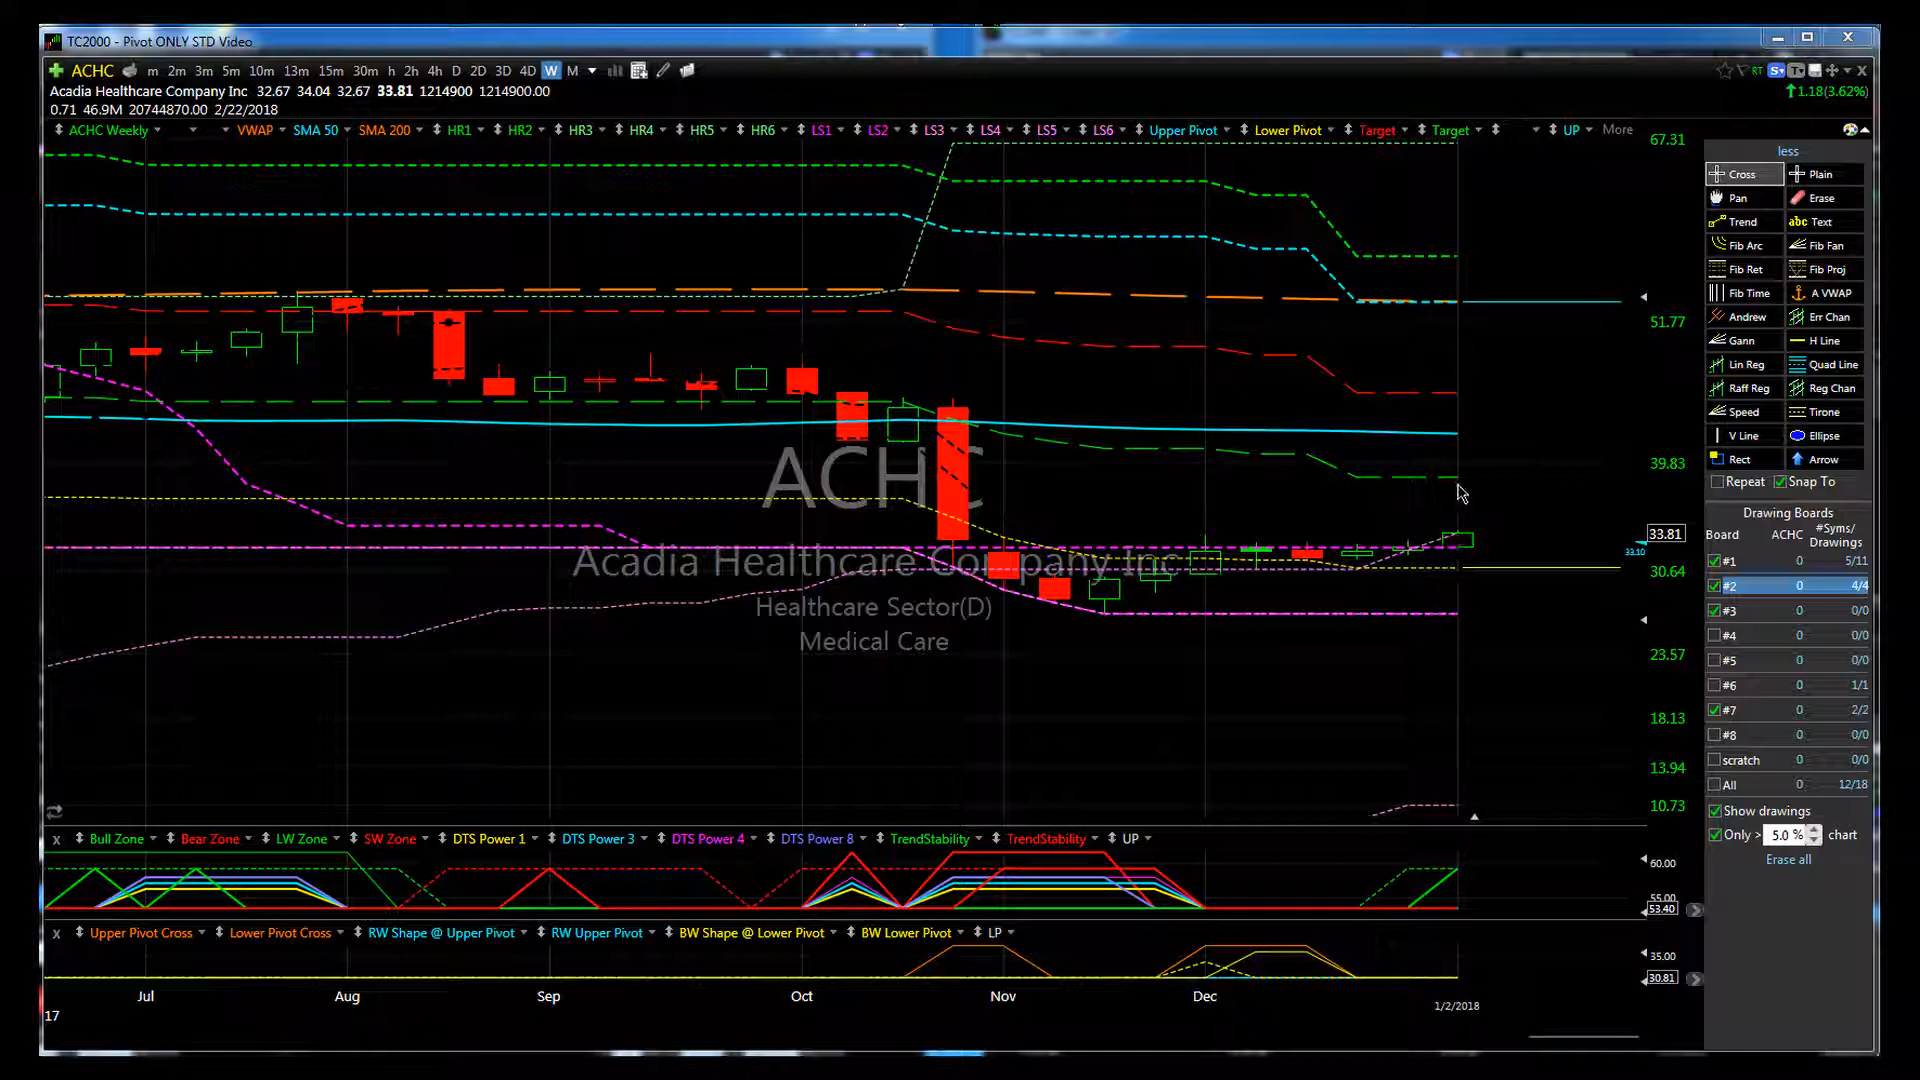 TC2000 - Pivot ONLY STD Video
ACHC m 2m 3m 5m 10m 13m 15m 30m h 2h 4h D 2D 3D 4D W M
Acadia Healthcare Company Inc 32.67 34.04 32.67 33.81 1214900 1214900.00
RT S T X
0.71 46.9M 20744870.00 2/22/2018
1.18(3.62%)
ACHC Weekly VWAP SMA 50 SMA 200 HR1 HR2 HR3 HR4 HR5 HR6 LS1 LS2 LS3 LS4 LS5 LS6 Upper Pivot Lower Pivot Target Target UP More
67.31
51.77
39.83
33.81
33.10
30.64
23.57
18.13
13.94
10.73
ACHC
Acadia Healthcare Company Inc
Healthcare Sector(D)
Medical Care
less
Cross Plain
Pan Erase
Trend abc Text
Fib Arc Fib Fan
Fib Ret Fib Proj
Fib Time A VWAP
Andrew Err Chan
Gann H Line
Lin Reg Quad Line
Raff Reg Reg Chan
Speed Tirone
V Line Ellipse
Rect Arrow
Repeat Snap To
Drawing Boards
Board ACHC #Syms/ Drawings
#1 0 5/11
#2 0 4/4
#3 0 0/0
#4 0 0/0
#5 0 0/0
#6 0 1/1
#7 0 2/2
#8 0 0/0
scratch 0 0/0
All 0 12/18
Show drawings
Only > 5.0 % chart
Erase all
x Bull Zone Bear Zone LW Zone SW Zone DTS Power 1 DTS Power 3 DTS Power 4 DTS Power 8 TrendStability TrendStability UP
60.00
55.00
53.40
x Upper Pivot Cross Lower Pivot Cross RW Shape @ Upper Pivot RW Upper Pivot BW Shape @ Lower Pivot BW Lower Pivot LP
35.00
30.81
Jul Aug Sep Oct Nov Dec
1/2/2018
17